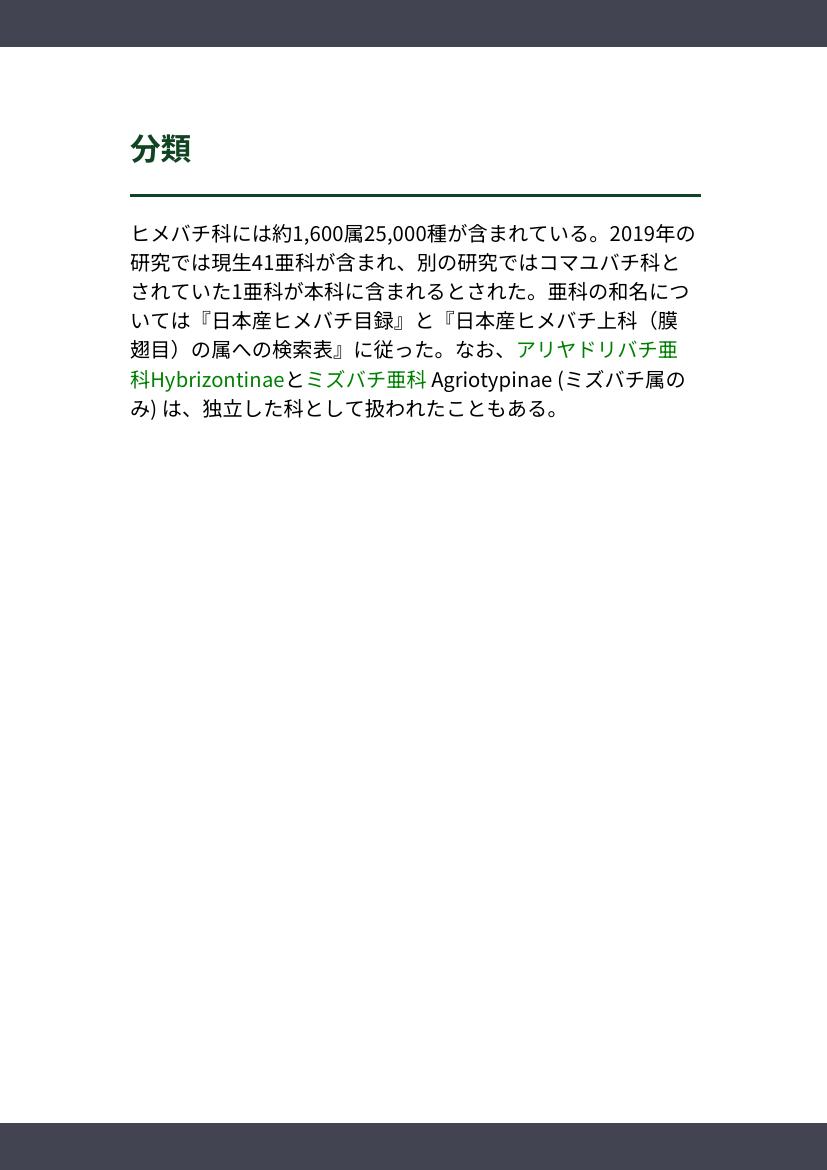 分類
ヒメバチ科には約1,600属25,000種が含まれている。2019年の
研究では現生41亜科が含まれ、別の研究ではコマユバチ科と
されていた1亜科が本科に含まれるとされた。亜科の和名につ
いては『日本産ヒメバチ目録』と『日本産ヒメバチ上科（膜
翅目）の属への検索表』に従った。なお、アリヤドリバチ亜
科Hybrizontinaeとミズバチ亜科 Agriotypinae (ミズバチ属の
み) は、独立した科として扱われたこともある。